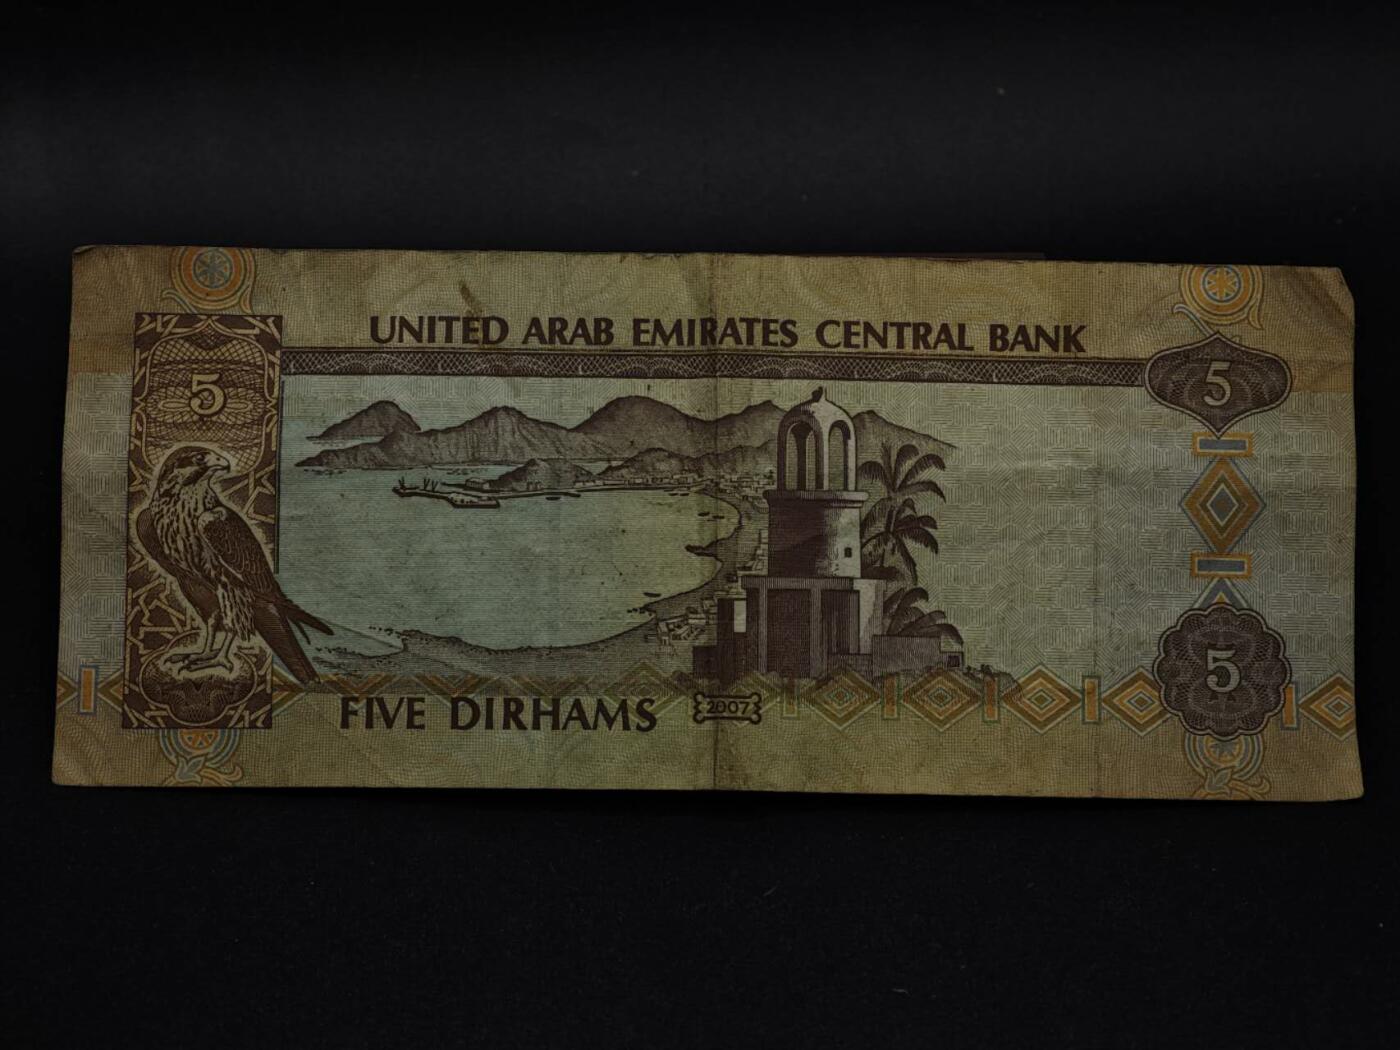 UNITED ARAB EMIRATES CENTRAL BANK
5
5
5
FIVE DIRHAMS
2007